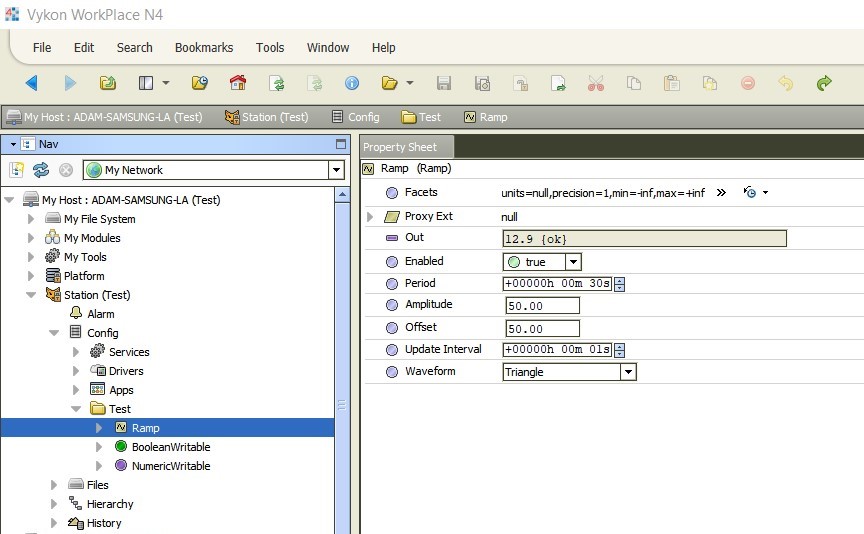 Vykon WorkPlace N4
File Edit Search Bookmarks Tools Window Help
My Host : ADAM-SAMSUNG-LA (Test) Station (Test) Config Test Ramp
Nav
My Network
My Host : ADAM-SAMSUNG-LA (Test)
My File System
My Modules
My Tools
Platform
Station (Test)
Alarm
Config
Services
Drivers
Apps
Test
Ramp
BooleanWritable
NumericWritable
Files
Hierarchy
History
Property Sheet
Ramp (Ramp)
Facets units=null,precision=1,min=-inf,max=+inf »
Proxy Ext null
Out 12.9 {ok}
Enabled true
Period +00000h 00m 30s
Amplitude 50.00
Offset 50.00
Update Interval +00000h 00m 01s
Waveform Triangle